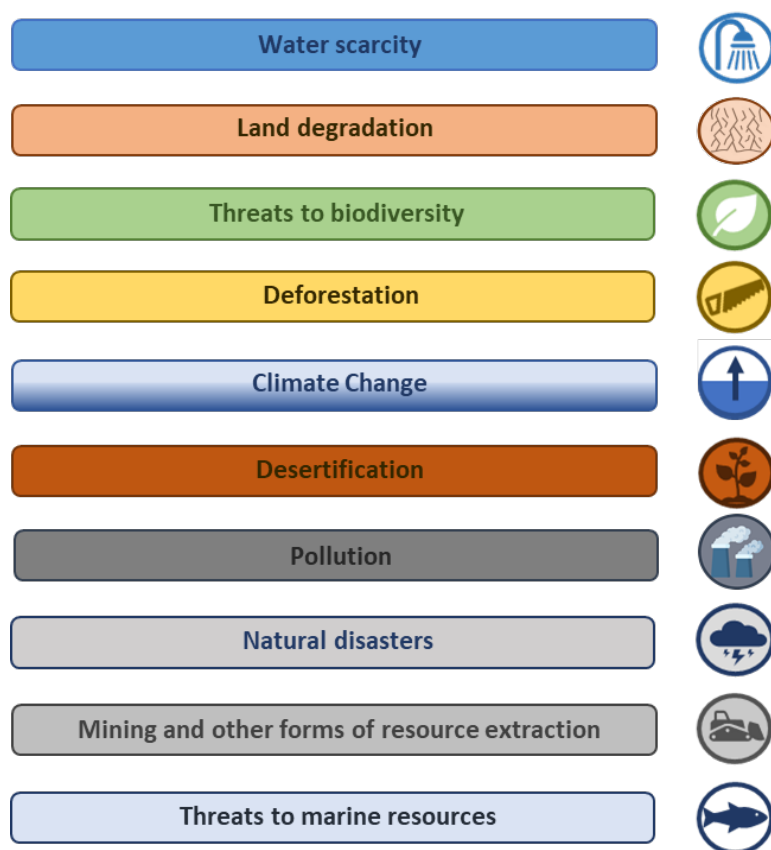 Water scarcity
Land degradation
Threats to biodiversity
Deforestation
Climate Change
Desertification
Pollution
Natural disasters
Mining and other forms of resource extraction
Threats to marine resources